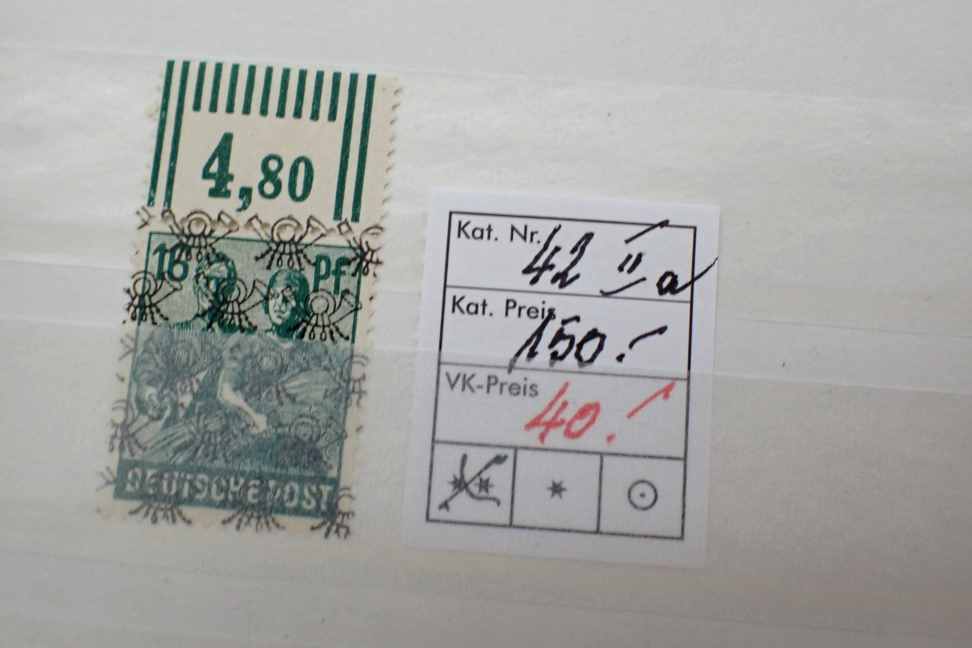 4,80
16 Pf
DEUTSCHE POST
Kat. Nr. 42 II a
Kat. Preis 150.-
VK-Preis 40.-